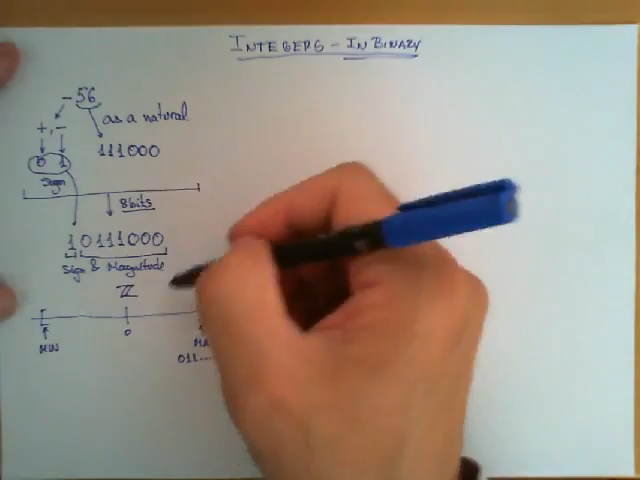 INTEGERS - IN BINARY
-56
as a natural
+, -
111000
0 1
Sign
8bits
10111000
Sign & Magnitude
ℤ
0
MIN
011...